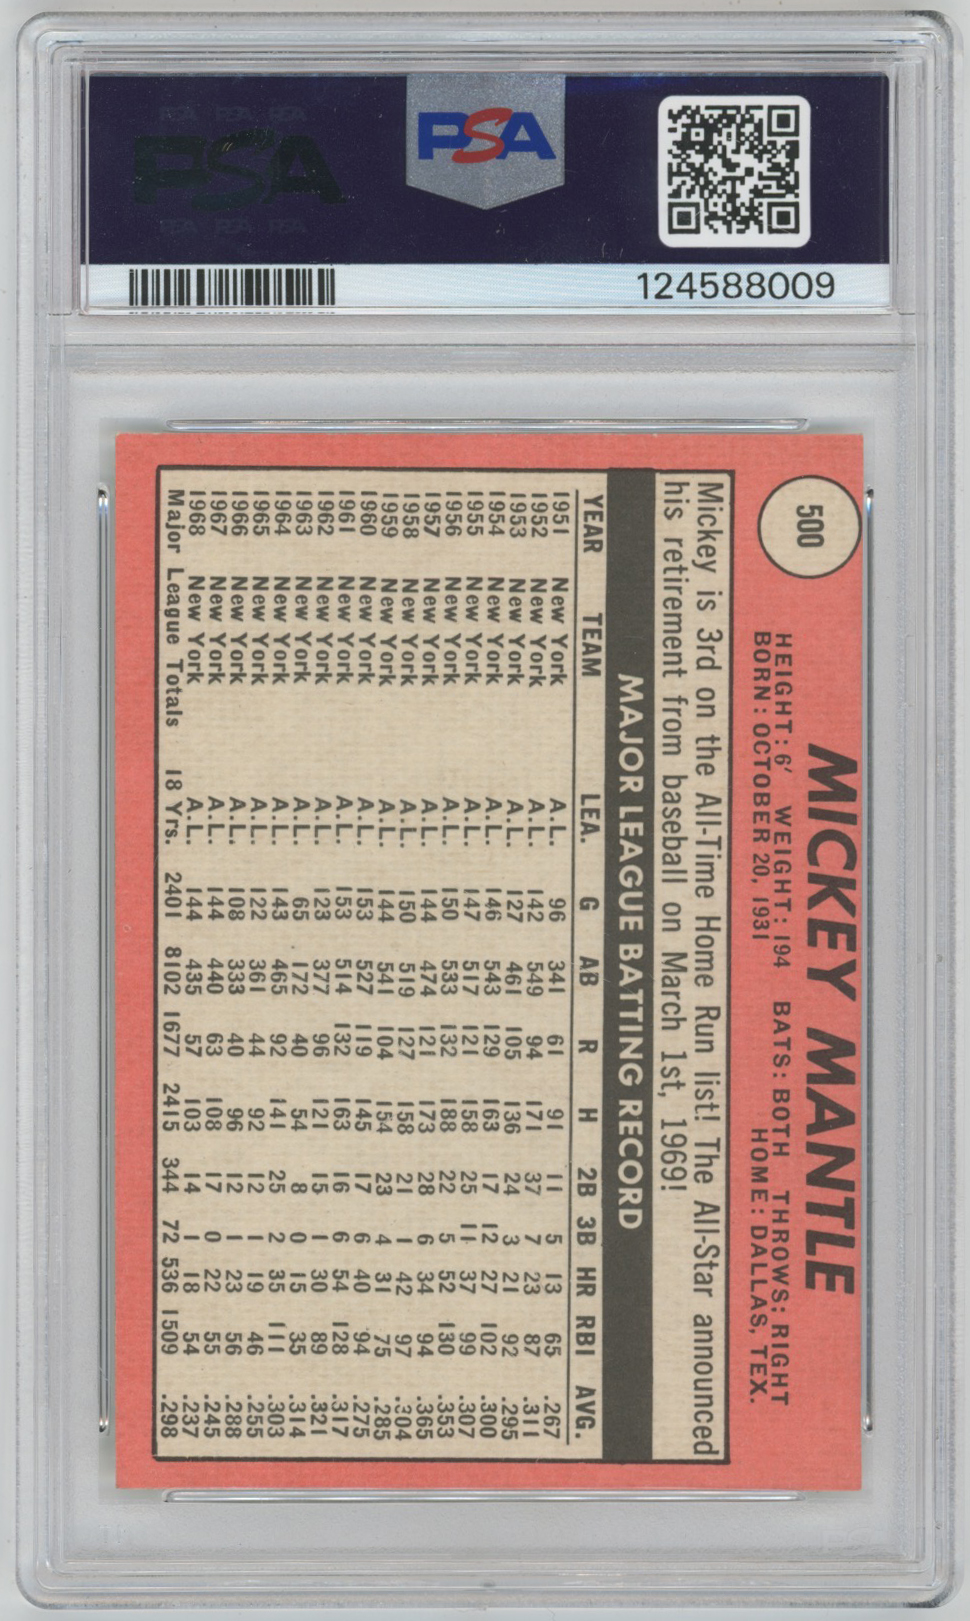 PSA PSA PSA
PSA
PSA PSA PSA
PSA
124588009
500
MICKEY MANTLE
HEIGHT: 6' WEIGHT: 194 BATS: BOTH THROWS: RIGHT
BORN: OCTOBER 20, 1931 HOME: DALLAS, TEX.
Mickey is 3rd on the All-Time Home Run list! The All-Star announced
his retirement from baseball on March 1st, 1969!
MAJOR LEAGUE BATTING RECORD
YEAR TEAM LEA. G AB R H 2B 3B HR RBI AVG.
1951 New York A.L. 96 341 61 91 11 5 13 65 .267
1952 New York A.L. 142 549 94 171 37 7 23 87 .311
1953 New York A.L. 127 461 105 136 24 3 21 92 .295
1954 New York A.L. 146 543 129 163 17 12 27 102 .300
1955 New York A.L. 147 517 121 158 25 11 37 99 .307
1956 New York A.L. 150 533 132 188 22 5 52 130 .353
1957 New York A.L. 144 474 121 173 28 6 34 94 .365
1958 New York A.L. 150 519 127 158 21 1 42 97 .304
1959 New York A.L. 144 541 104 154 23 4 31 75 .285
1960 New York A.L. 153 527 119 145 17 6 40 94 .275
1961 New York A.L. 153 514 132 163 16 6 54 128 .317
1962 New York A.L. 123 377 96 121 15 1 30 89 .321
1963 New York A.L. 65 172 40 54 8 0 15 35 .314
1964 New York A.L. 143 465 92 141 25 2 35 111 .303
1965 New York A.L. 122 361 44 92 12 1 19 46 .255
1966 New York A.L. 108 333 40 96 12 1 23 56 .288
1967 New York A.L. 144 440 63 108 17 0 22 55 .245
1968 New York A.L. 144 435 57 103 14 1 18 54 .237
Major League Totals 18 Yrs. 2401 8102 1677 2415 344 72 536 1509 .298